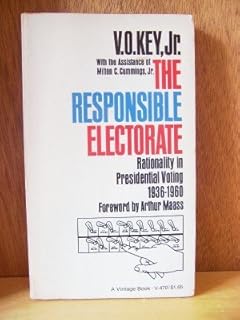 V.O.KEY, Jr.
With the Assistance of
Milton C. Cummings, Jr.
THE
RESPONSIBLE
ELECTORATE
Rationality in
Presidential Voting
1936-1960
Foreword by Arthur Maass
A Vintage Book · V-470/$1.65